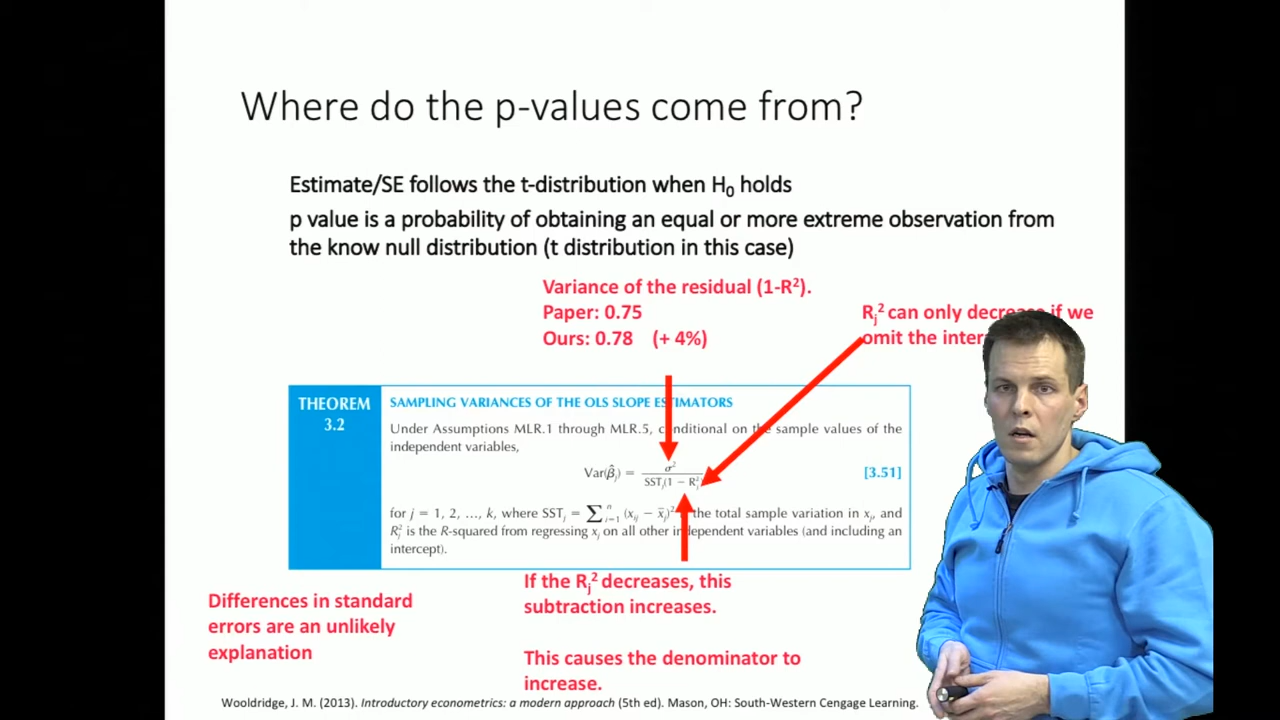 Where do the p-values come from?
Estimate/SE follows the t-distribution when H₀ holds
p value is a probability of obtaining an equal or more extreme observation from
the know null distribution (t distribution in this case)
Variance of the residual (1-R²).
Paper: 0.75
Ours: 0.78 (+ 4%)
Rⱼ² can only decrease if we
omit the
THEOREM
3.2
SAMPLING VARIANCES OF THE OLS SLOPE ESTIMATORS
Under Assumptions MLR.1 through MLR.5, conditional on the sample values of the
independent variables,
Var(β̂ⱼ) = σ² / SSTⱼ(1 − Rⱼ²)
[3.51]
for j = 1, 2, ..., k, where SSTⱼ = ∑ⁿᵢ₌₁ (xᵢⱼ − x̄ⱼ)² the total sample variation in xⱼ, and
Rⱼ² is the R-squared from regressing xⱼ on all other independent variables (and including an
intercept).
If the Rⱼ² decreases, this
subtraction increases.
This causes the denominator to
increase.
Differences in standard
errors are an unlikely
explanation
Wooldridge, J. M. (2013). Introductory econometrics: a modern approach (5th ed). Mason, OH: South-Western Cengage Learning.